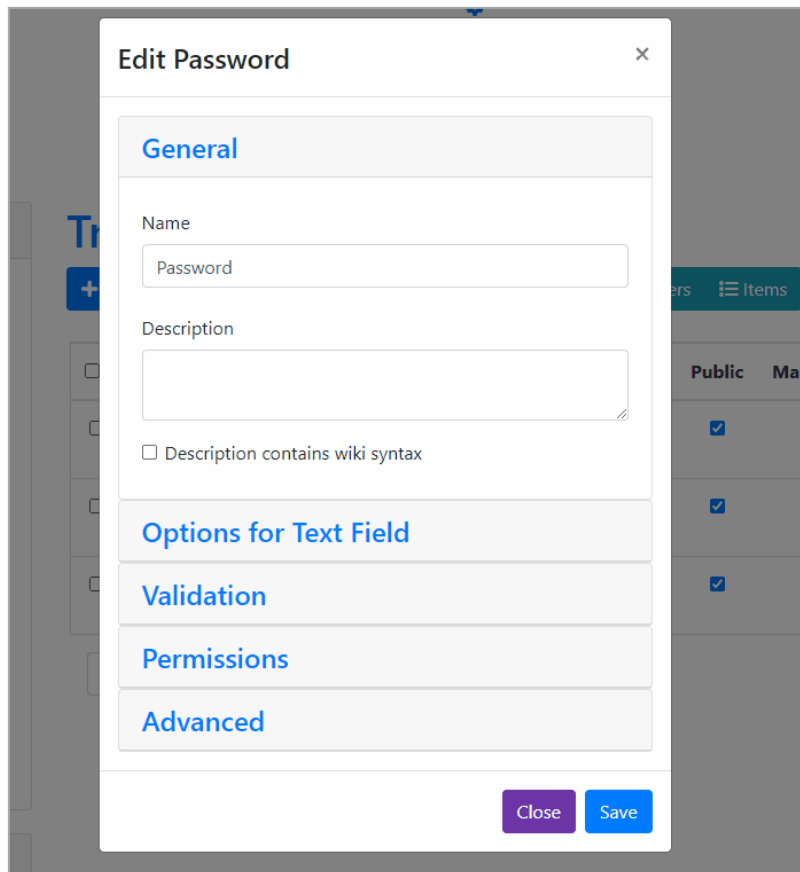 Edit Password
×
General
Name
Password
Description
Description contains wiki syntax
Options for Text Field
Validation
Permissions
Advanced
Close
Save
Items
Public